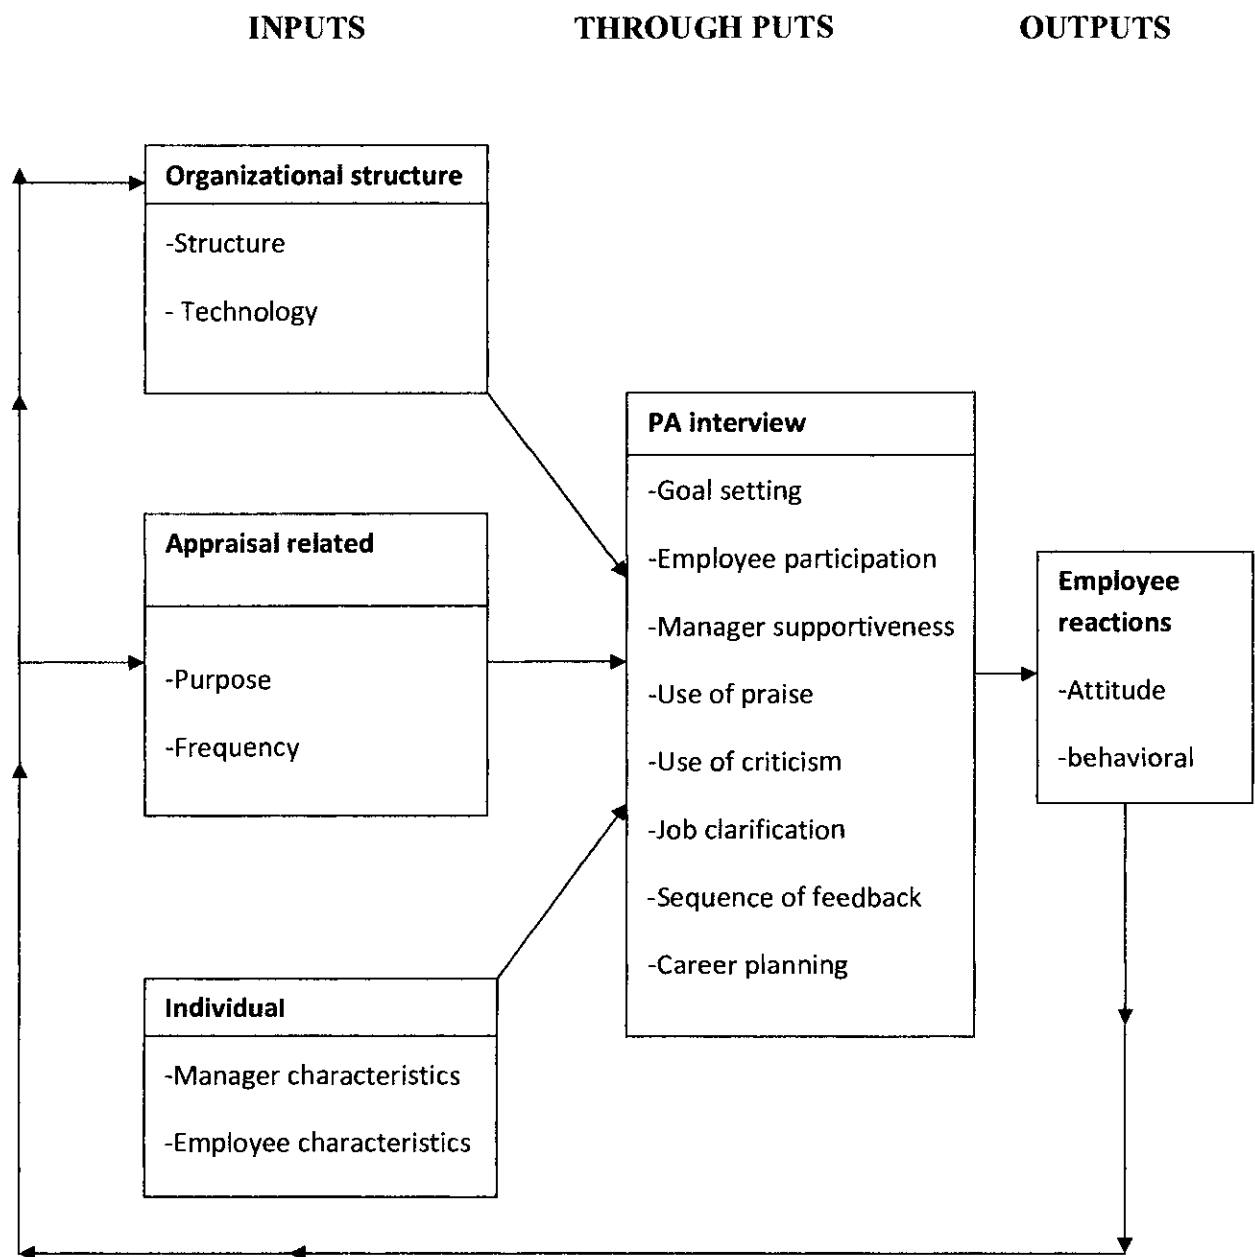 INPUTS THROUGH PUTS OUTPUTS
Organizational structure
-Structure
- Technology
Appraisal related
-Purpose
-Frequency
Individual
-Manager characteristics
-Employee characteristics
PA interview
-Goal setting
-Employee participation
-Manager supportiveness
-Use of praise
-Use of criticism
-Job clarification
-Sequence of feedback
-Career planning
Employee
reactions
-Attitude
-behavioral